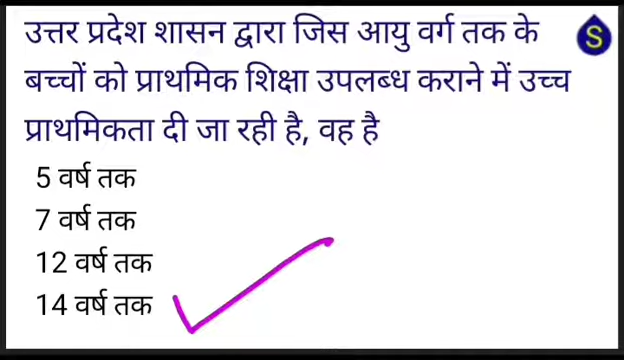 उत्तर प्रदेश शासन द्वारा जिस आयु वर्ग तक के
बच्चों को प्राथमिक शिक्षा उपलब्ध कराने में उच्च
प्राथमिकता दी जा रही है, वह है
5 वर्ष तक
7 वर्ष तक
12 वर्ष तक
14 वर्ष तक
S